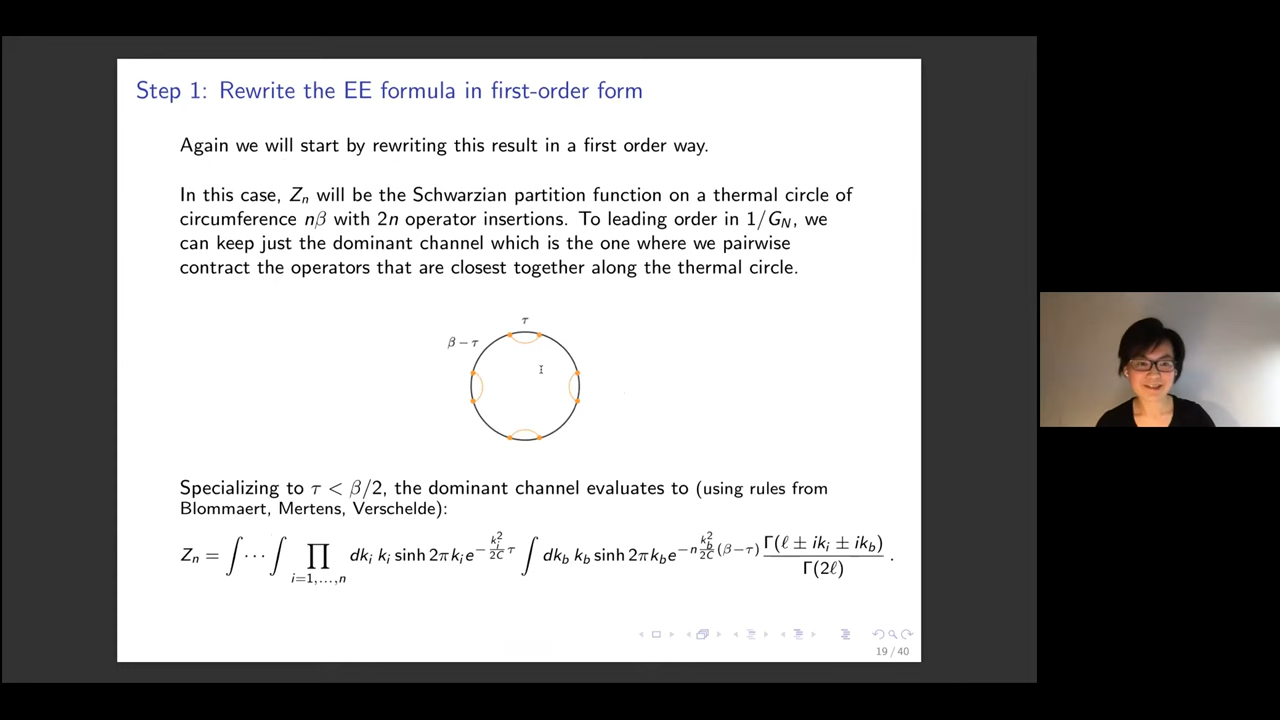 Step 1: Rewrite the EE formula in first-order form
Again we will start by rewriting this result in a first order way.
In this case, Zₙ will be the Schwarzian partition function on a thermal circle of
circumference nβ with 2n operator insertions. To leading order in 1/G_N, we
can keep just the dominant channel which is the one where we pairwise
contract the operators that are closest together along the thermal circle.
τ
β − τ
Specializing to τ < β/2, the dominant channel evaluates to (using rules from
Blommaert, Mertens, Verschelde):
Z_n = ∫ ⋯ ∫ ∏_{i=1,…,n} dk_i k_i sinh 2πk_i e^{−\frac{k_i^2}{2C}τ} ∫ dk_b k_b sinh 2πk_b e^{−n\frac{k_b^2}{2C}(β−τ)} \frac{Γ(ℓ ± ik_i ± ik_b)}{Γ(2ℓ)} .
19 / 40